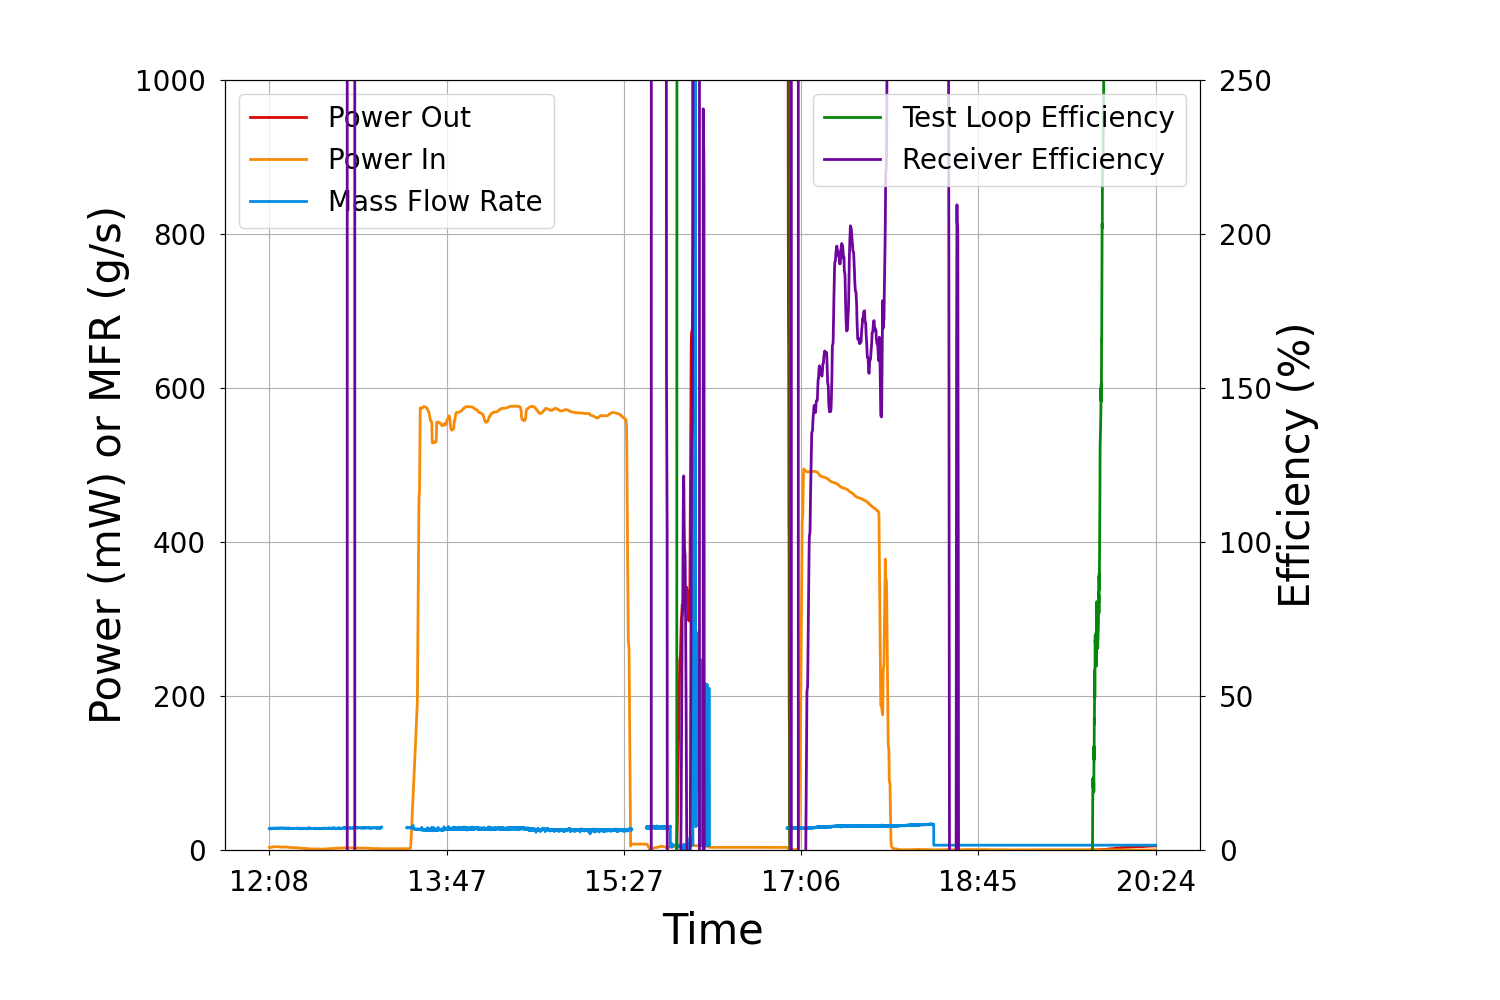 1000
800
600
400
200
0
Power (mW) or MFR (g/s)
Power Out
Power In
Mass Flow Rate
Test Loop Efficiency
Receiver Efficiency
250
200
150
100
50
0
Efficiency (%)
12:08 13:47 15:27 17:06 18:45 20:24
Time